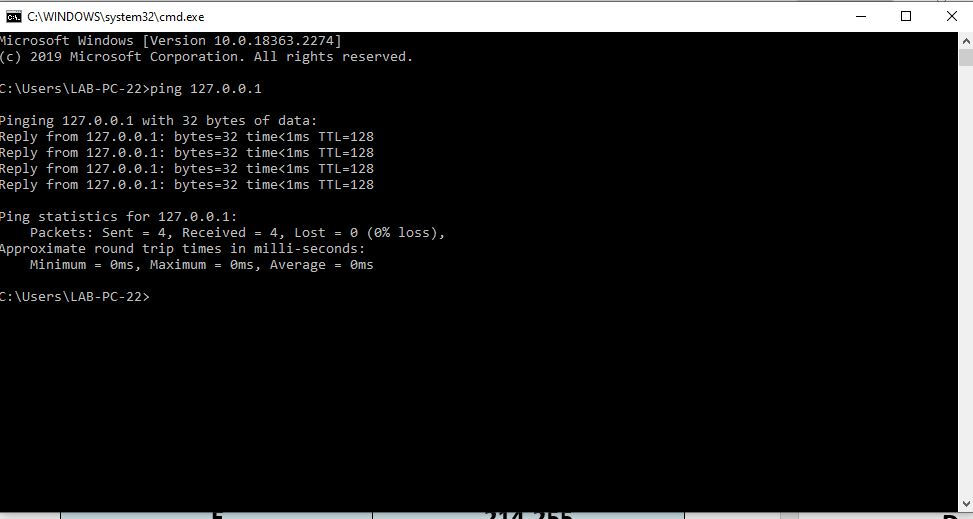 C:\WINDOWS\system32\cmd.exe
Microsoft Windows [Version 10.0.18363.2274]
(c) 2019 Microsoft Corporation. All rights reserved.
C:\Users\LAB-PC-22>ping 127.0.0.1
Pinging 127.0.0.1 with 32 bytes of data:
Reply from 127.0.0.1: bytes=32 time<1ms TTL=128
Reply from 127.0.0.1: bytes=32 time<1ms TTL=128
Reply from 127.0.0.1: bytes=32 time<1ms TTL=128
Reply from 127.0.0.1: bytes=32 time<1ms TTL=128
Ping statistics for 127.0.0.1:
Packets: Sent = 4, Received = 4, Lost = 0 (0% loss),
Approximate round trip times in milli-seconds:
Minimum = 0ms, Maximum = 0ms, Average = 0ms
C:\Users\LAB-PC-22>